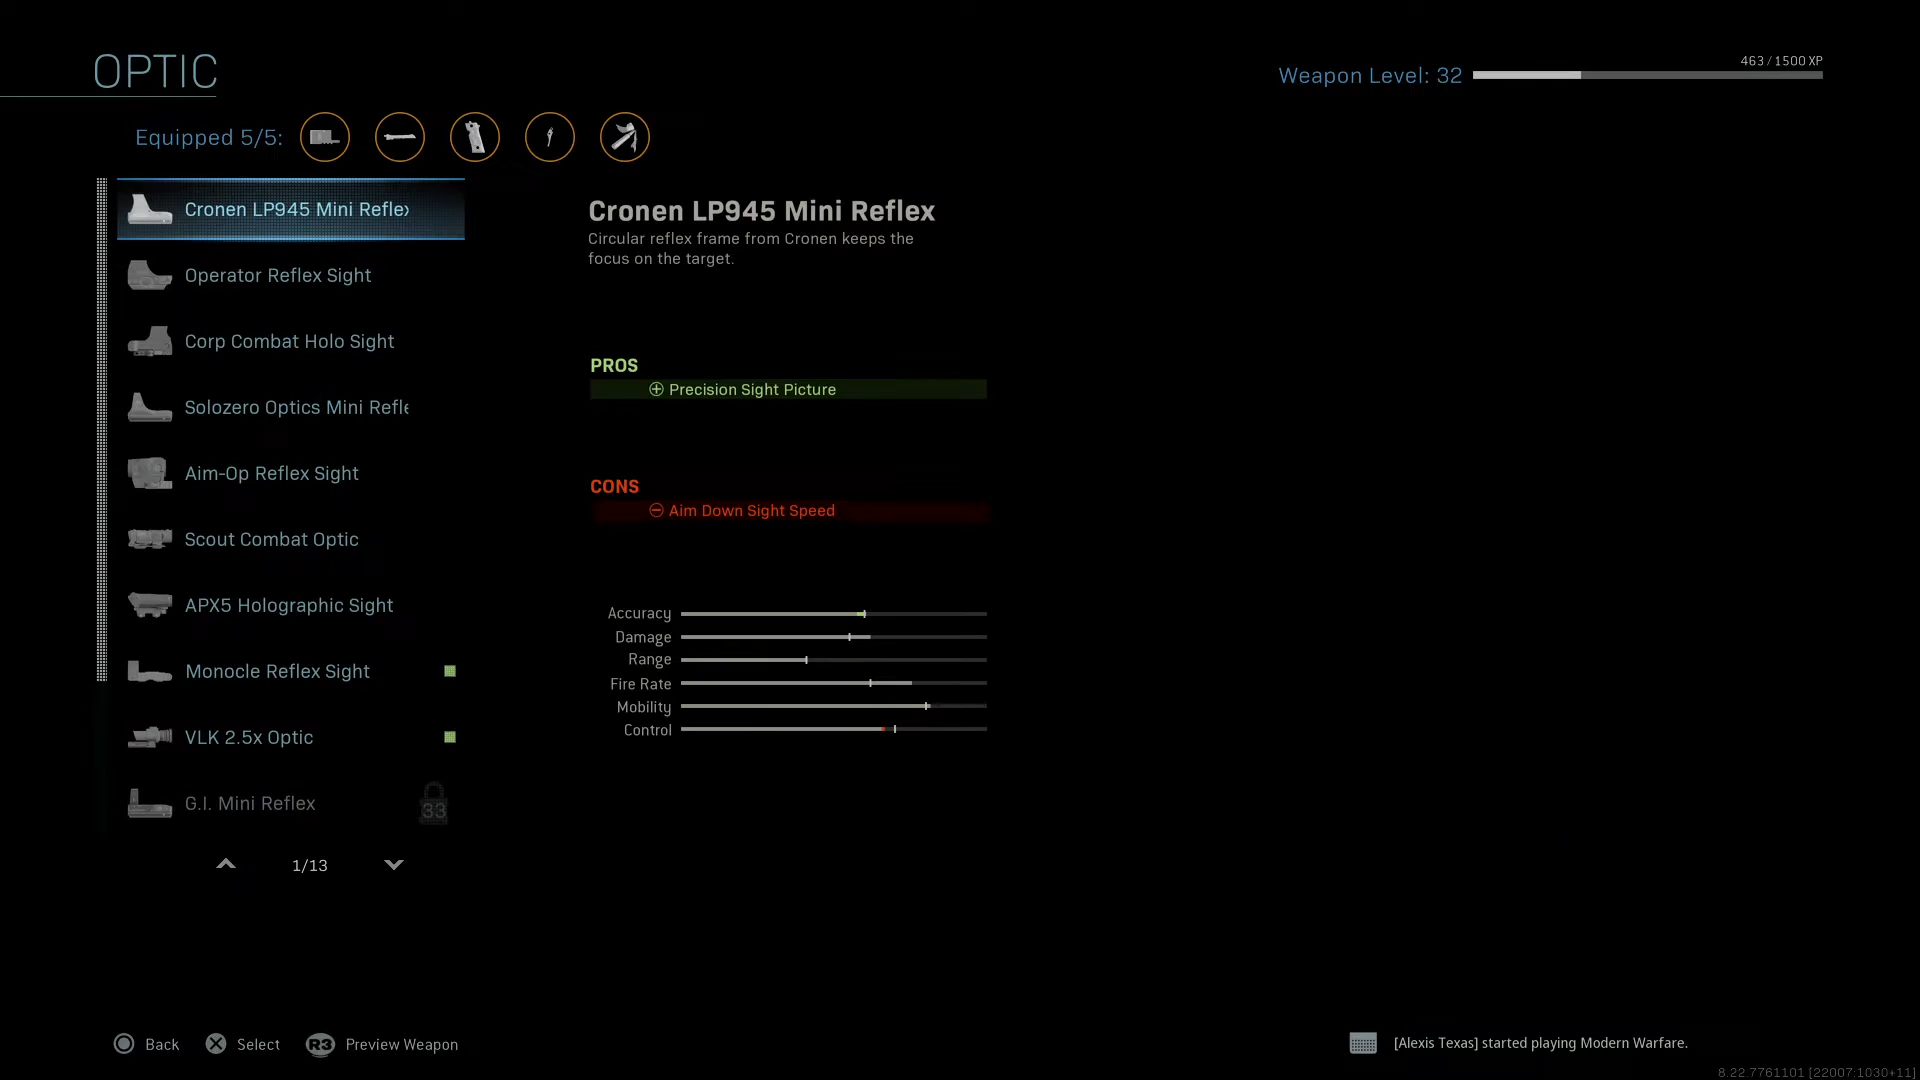 OPTIC
Weapon Level: 32
463 / 1500 XP
Equipped 5/5:
Cronen LP945 Mini Reflex
Operator Reflex Sight
Corp Combat Holo Sight
Solozero Optics Mini Refle
Aim-Op Reflex Sight
Scout Combat Optic
APX5 Holographic Sight
Monocle Reflex Sight
VLK 2.5x Optic
G.I. Mini Reflex
33
1/13
Cronen LP945 Mini Reflex
Circular reflex frame from Cronen keeps the
focus on the target.
PROS
Precision Sight Picture
CONS
Aim Down Sight Speed
Accuracy
Damage
Range
Fire Rate
Mobility
Control
Back
Select
R3 Preview Weapon
[Alexis Texas] started playing Modern Warfare.
8.22.7761101 [22007:1030+11]